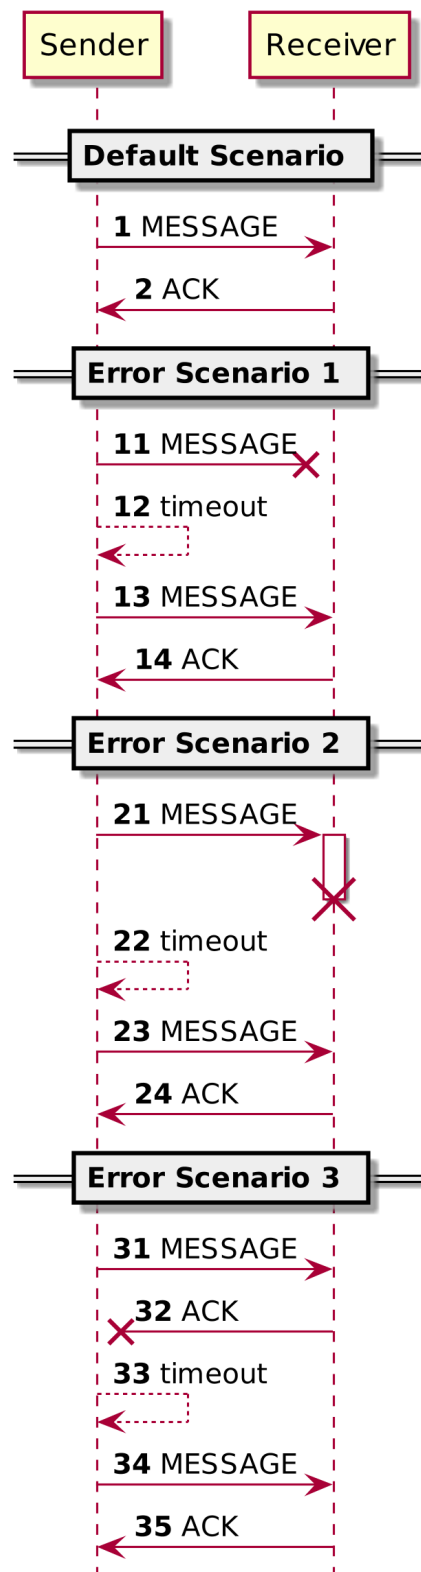 Sender Receiver
Default Scenario
1 MESSAGE
2 ACK
Error Scenario 1
11 MESSAGE
12 timeout
13 MESSAGE
14 ACK
Error Scenario 2
21 MESSAGE
22 timeout
23 MESSAGE
24 ACK
Error Scenario 3
31 MESSAGE
32 ACK
33 timeout
34 MESSAGE
35 ACK